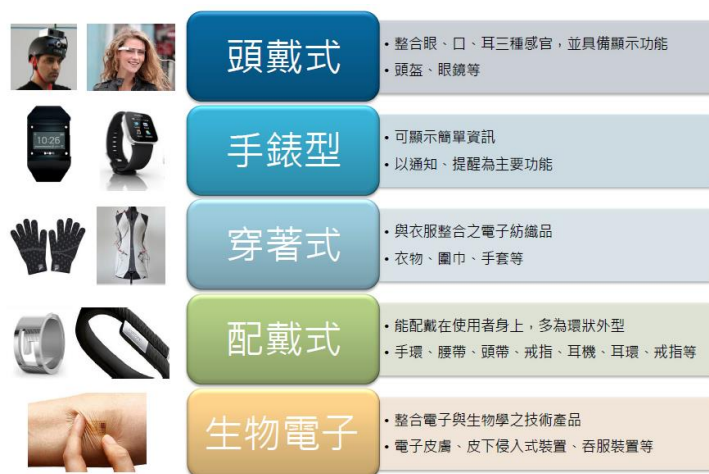 頭戴式
• 整合眼、口、耳三種感官，並具備顯示功能
• 頭盔、眼鏡等
10:25
手錶型
• 可顯示簡單資訊
• 以通知、提醒為主要功能
穿著式
• 與衣服整合之電子紡織品
• 衣物、圍巾、手套等
配戴式
• 能配戴在使用者身上，多為環狀外型
• 手環、腰帶、頭帶、戒指、耳機、耳環、戒指等
生物電子
• 整合電子與生物學之技術產品
• 電子皮膚、皮下侵入式裝置、吞服裝置等